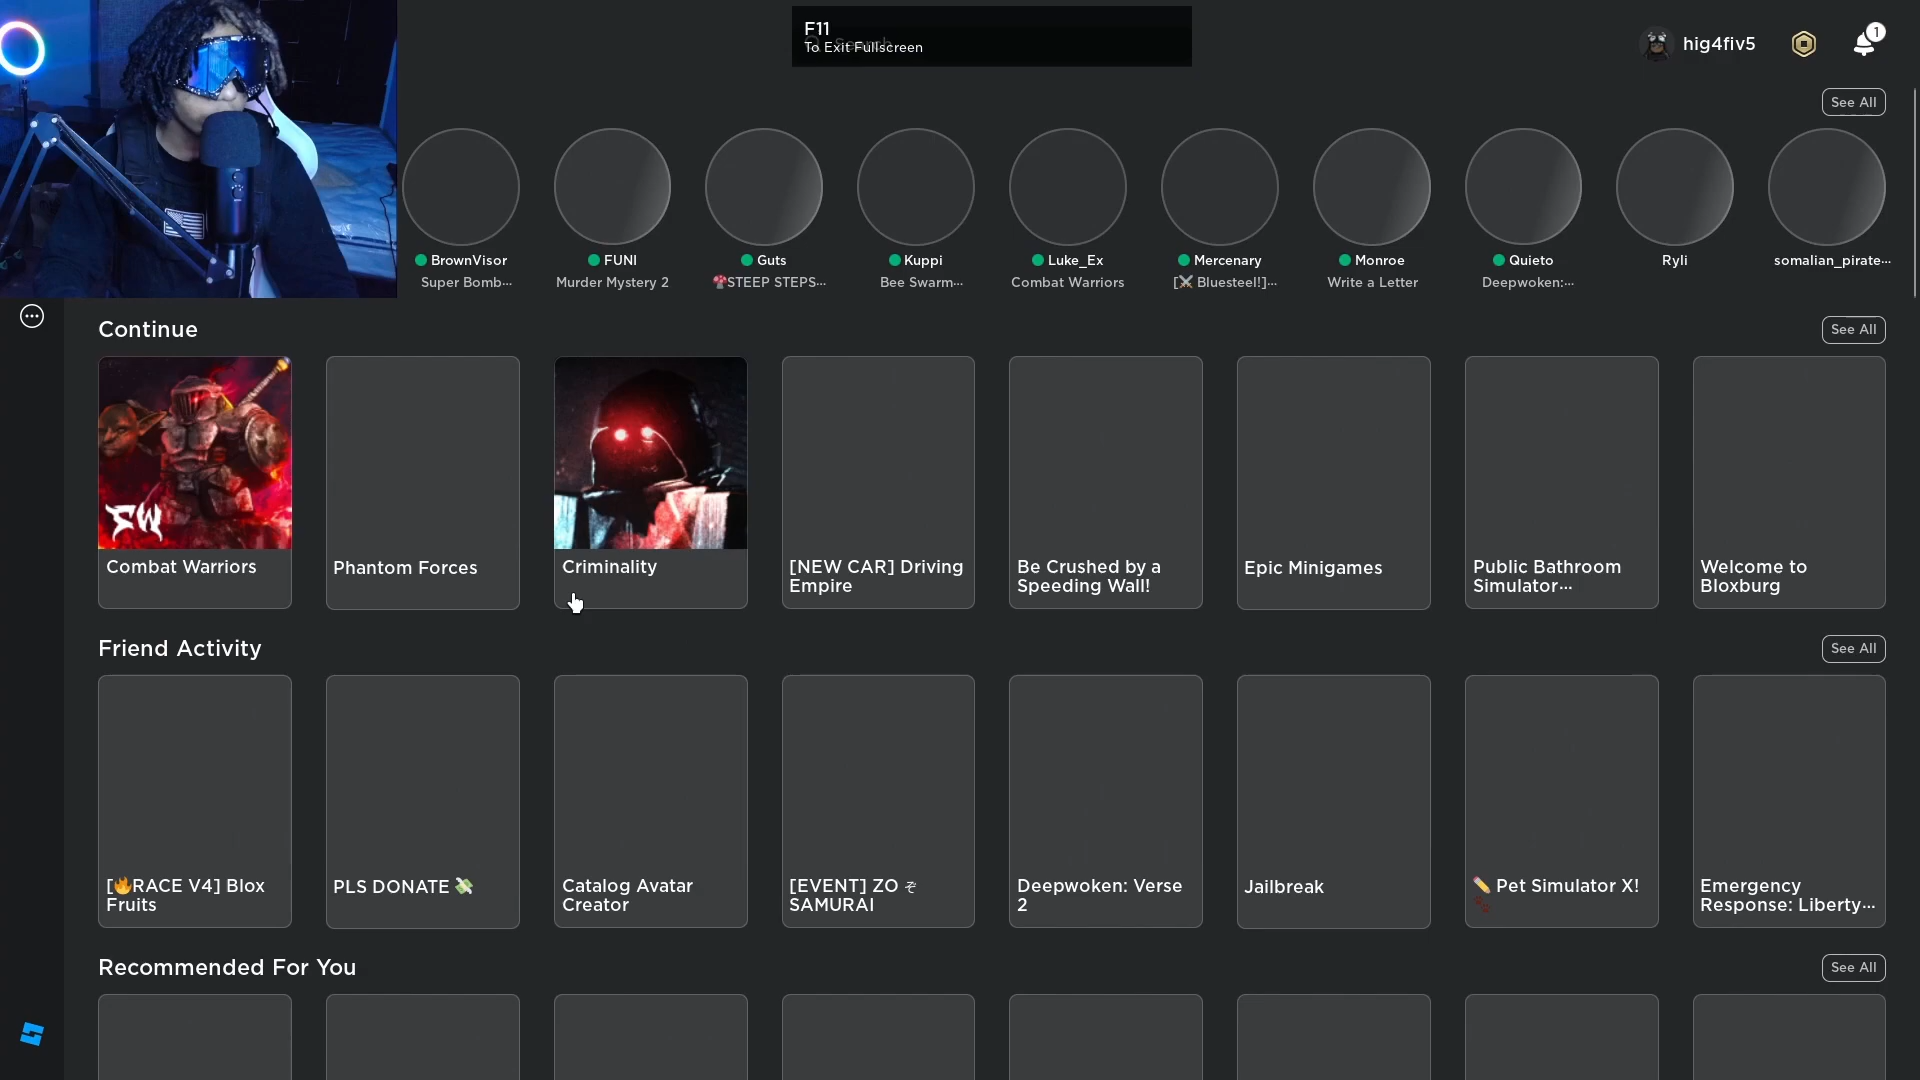 F11
To Exit Fullscreen
Search
hig4fiv5
1
See All
BrownVisor
Super Bomb...
FUNI
Murder Mystery 2
Guts
🍄STEEP STEPS...
Kuppi
Bee Swarm...
Luke_Ex
Combat Warriors
Mercenary
[⚔️ Bluesteel!]...
Monroe
Write a Letter
Quieto
Deepwoken:...
Ryli
somalian_pirate...
Continue
See All
Combat Warriors
Phantom Forces
Criminality
[NEW CAR] Driving
Empire
Be Crushed by a
Speeding Wall!
Epic Minigames
Public Bathroom
Simulator...
Welcome to
Bloxburg
Friend Activity
See All
[🔥RACE V4] Blox
Fruits
PLS DONATE 💸
Catalog Avatar
Creator
[EVENT] ZO ぞ
SAMURAI
Deepwoken: Verse
2
Jailbreak
✏️ Pet Simulator X!
🐾
Emergency
Response: Liberty...
Recommended For You
See All